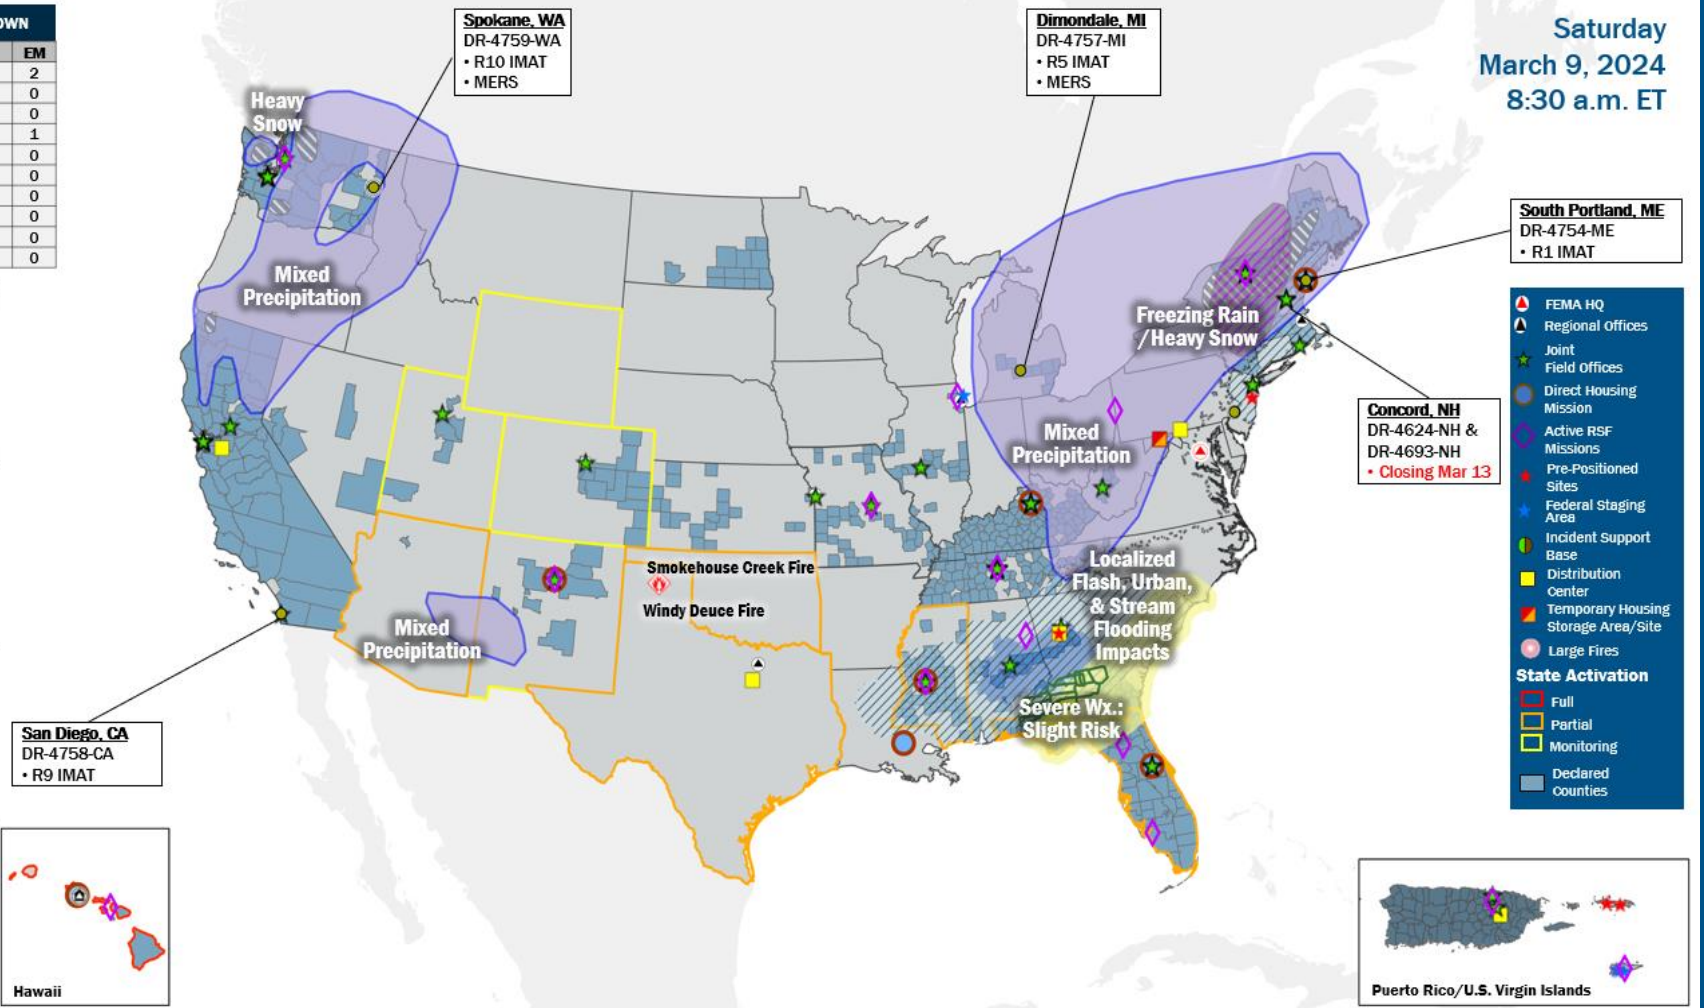 OWN
EM
2
0
0
1
0
0
0
0
0
0
Spokane, WA
DR-4759-WA
• R10 IMAT
• MERS
Dimondale, MI
DR-4757-MI
• R5 IMAT
• MERS
Saturday
March 9, 2024
8:30 a.m. ET
Heavy
Snow
Mixed
Precipitation
South Portland, ME
DR-4754-ME
• R1 IMAT
Freezing Rain
/Heavy Snow
Concord, NH
DR-4624-NH &
DR-4693-NH
• Closing Mar 13
Mixed
Precipitation
Smokehouse Creek Fire
Windy Deuce Fire
Mixed
Precipitation
Localized
Flash, Urban,
& Stream
Flooding
Impacts
Severe Wx.:
Slight Risk
San Diego, CA
DR-4758-CA
• R9 IMAT
FEMA HQ
Regional Offices
Joint
Field Offices
Direct Housing
Mission
Active RSF
Missions
Pre-Positioned
Sites
Federal Staging
Area
Incident Support
Base
Distribution
Center
Temporary Housing
Storage Area/Site
Large Fires
State Activation
Full
Partial
Monitoring
Declared
Counties
Hawaii
Puerto Rico/U.S. Virgin Islands